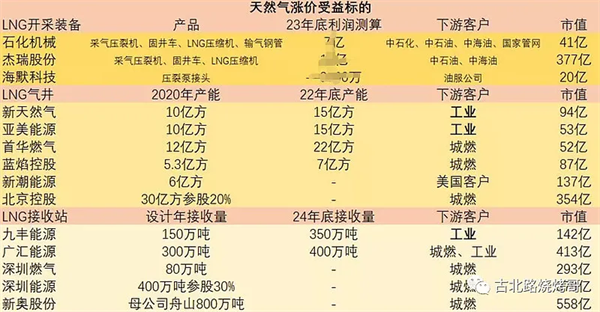 天然气涨价受益标的
LNG开采装备 产品 23年底利润测算 下游客户 市值
石化机械 采气压裂机、固井车、LNG压缩机、输气钢管 亿 中石化、中石油、中海油、国家管网 41亿
杰瑞股份 采气压裂机、固井车、LNG压缩机 中石油、中海油 377亿
海默科技 压裂泵接头 万 油服公司 20亿
LNG气井 2020年产能 22年底产能 下游客户 市值
新天然气 10亿方 15亿方 工业 94亿
亚美能源 10亿方 15亿方 工业 53亿
首华燃气 12亿方 22亿方 城燃 52亿
蓝焰控股 5.3亿方 7亿方 城燃 87亿
新潮能源 6亿方 - 美国客户 137亿
北京控股 30亿方参股20% - 城燃 354亿
LNG接收站 设计年接收量 24年底接收量 下游客户 市值
九丰能源 150万吨 350万吨 工业 142亿
广汇能源 300万吨 400万吨 城燃、工业 413亿
深圳燃气 80万吨 - 城燃 293亿
深圳能源 400万吨参股30% - 城燃 亿
新奥股份 母公司舟山800万吨 - 城燃 558亿
古北路烧烤哥